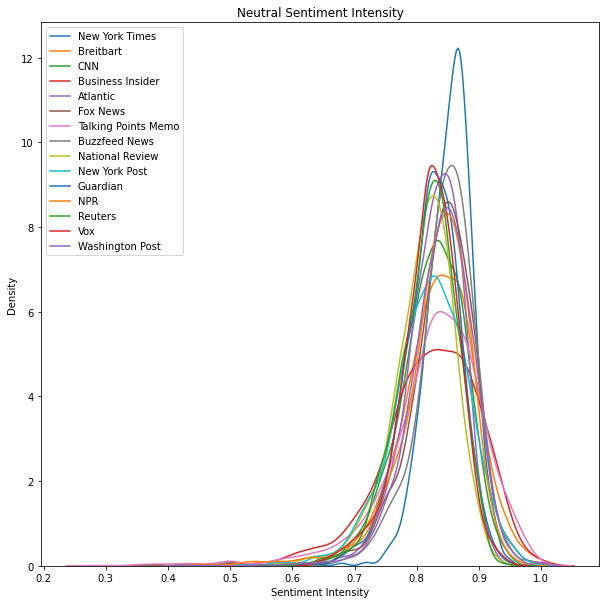 Neutral Sentiment Intensity
New York Times
Breitbart
CNN
Business Insider
Atlantic
Fox News
Talking Points Memo
Buzzfeed News
National Review
New York Post
Guardian
NPR
Reuters
Vox
Washington Post
12
10
8
6
4
2
0
Density
0.2 0.3 0.4 0.5 0.6 0.7 0.8 0.9 1.0
Sentiment Intensity